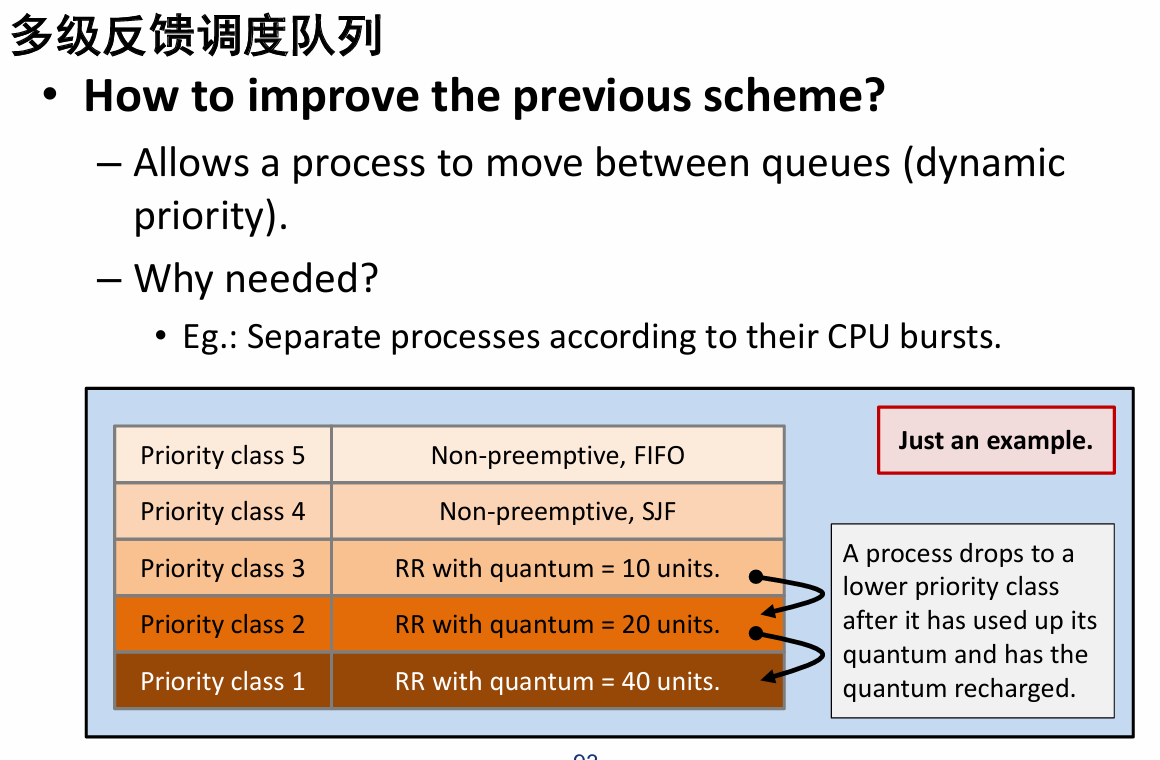 多级反馈调度队列
• How to improve the previous scheme?
– Allows a process to move between queues (dynamic
priority).
– Why needed?
• Eg.: Separate processes according to their CPU bursts.
Just an example.
Priority class 5 Non-preemptive, FIFO
Priority class 4 Non-preemptive, SJF
Priority class 3 RR with quantum = 10 units.
Priority class 2 RR with quantum = 20 units.
Priority class 1 RR with quantum = 40 units.
A process drops to a
lower priority class
after it has used up its
quantum and has the
quantum recharged.